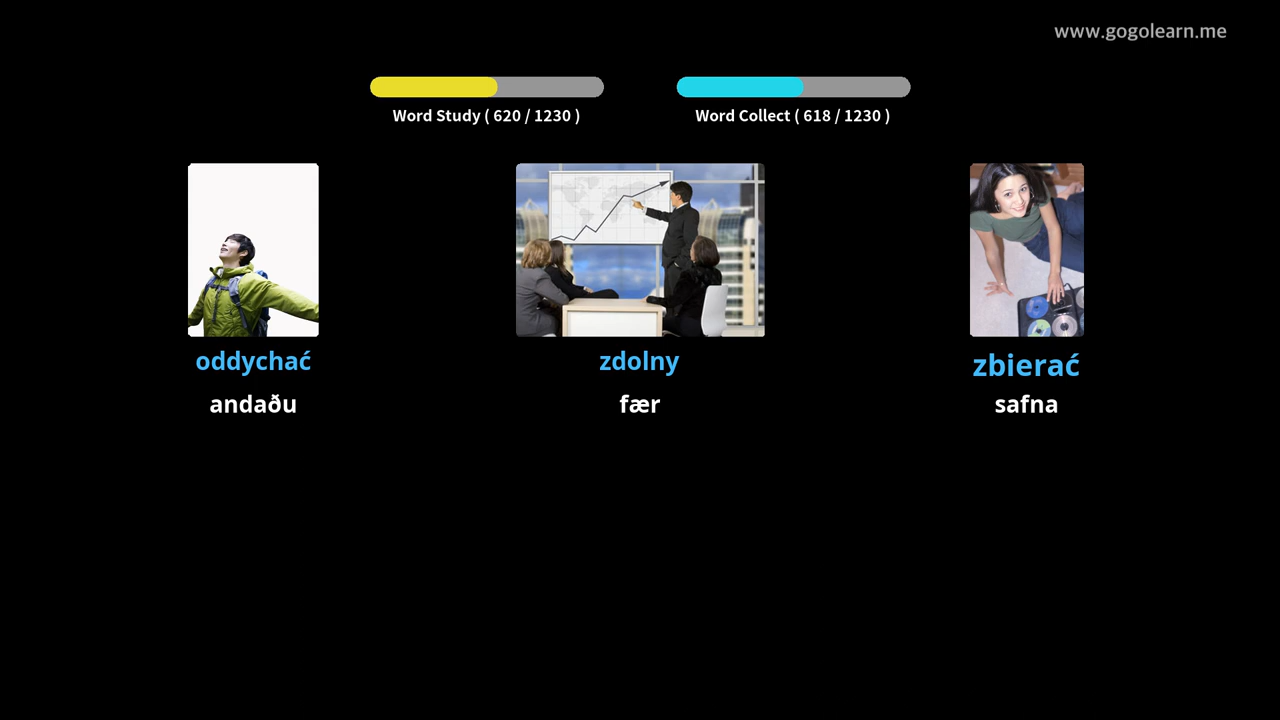 www.gogolearn.me
Word Study ( 620 / 1230 )
Word Collect ( 618 / 1230 )
oddychać
andaðu
zdolny
fær
zbierać
safna